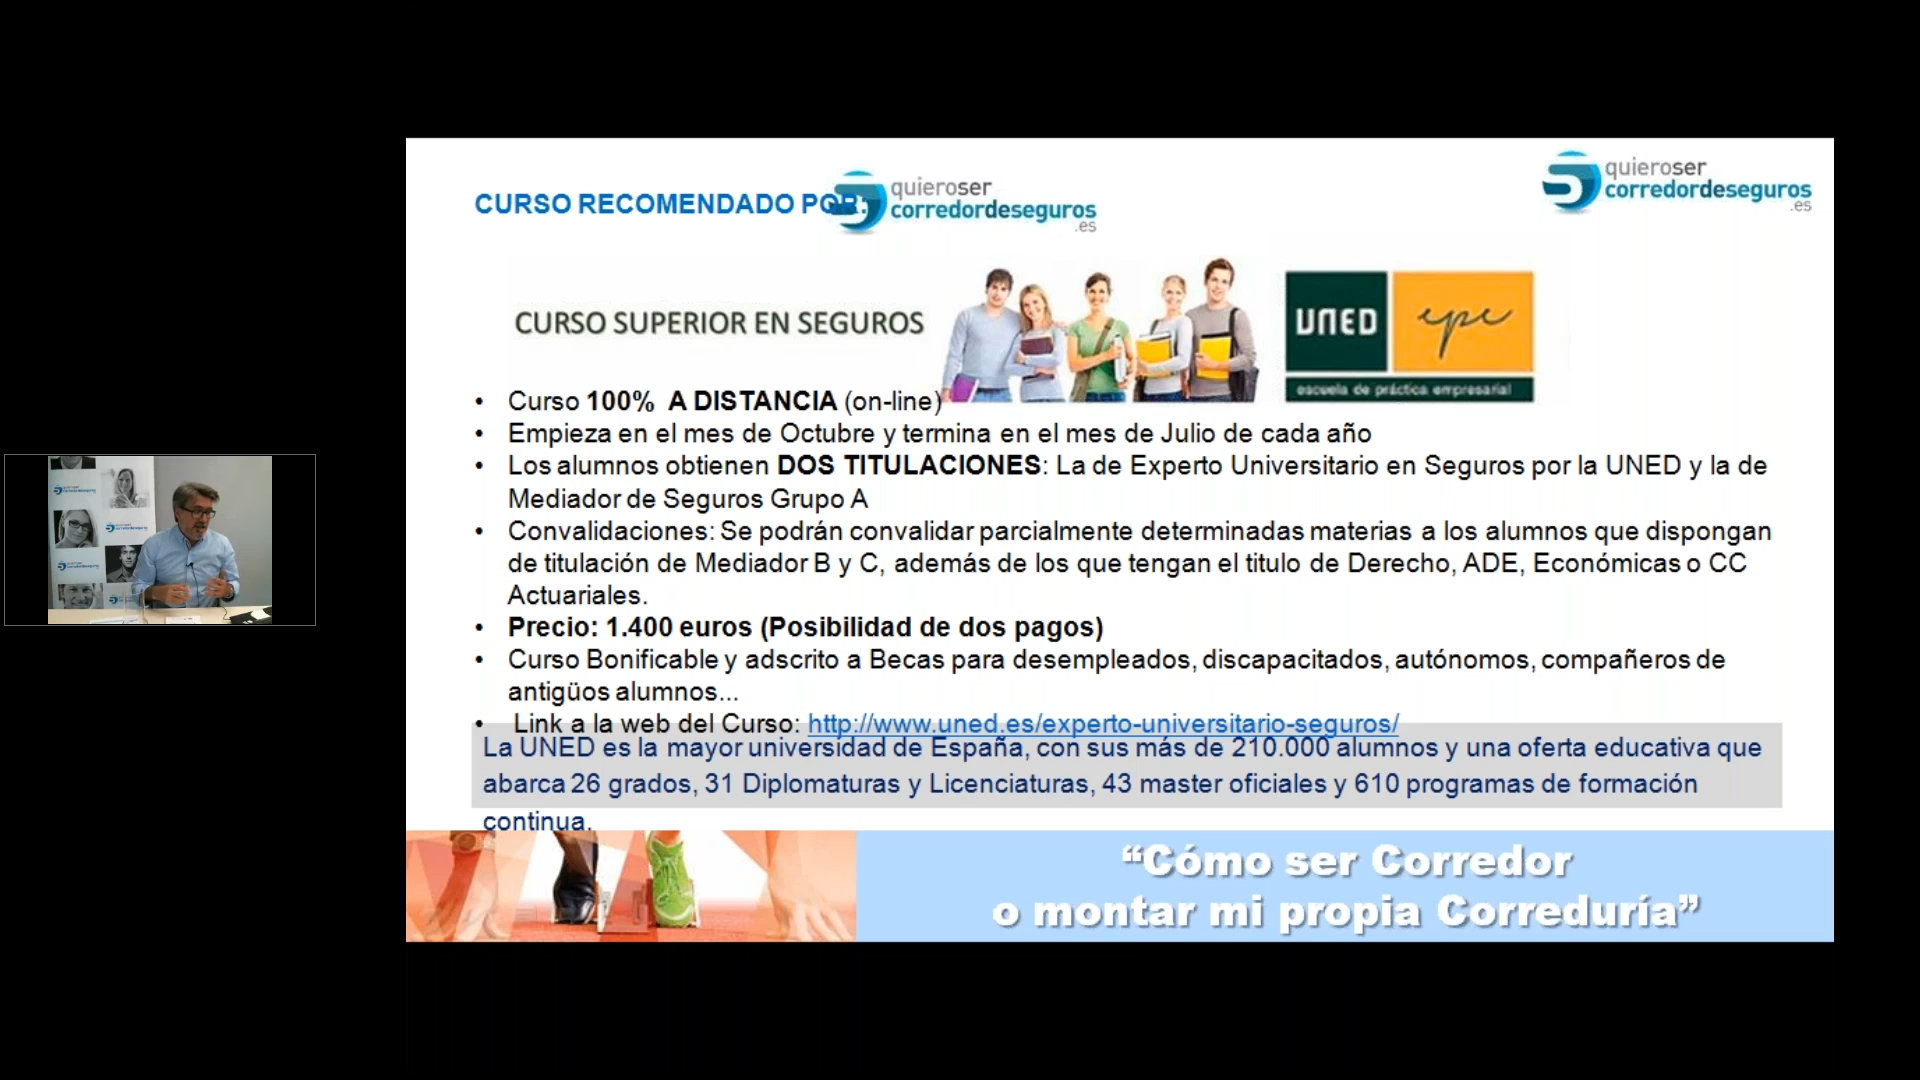 CURSO RECOMENDADO POR:
quieroser
corredordeseguros
.es
quieroser
corredordeseguros
.es
CURSO SUPERIOR EN SEGUROS
UNED epe
escuela de práctica empresarial
• Curso 100% A DISTANCIA (on-line)
• Empieza en el mes de Octubre y termina en el mes de Julio de cada año
• Los alumnos obtienen DOS TITULACIONES: La de Experto Universitario en Seguros por la UNED y la de
Mediador de Seguros Grupo A
• Convalidaciones: Se podrán convalidar parcialmente determinadas materias a los alumnos que dispongan
de titulación de Mediador B y C, además de los que tengan el titulo de Derecho, ADE, Económicas o CC
Actuariales.
• Precio: 1.400 euros (Posibilidad de dos pagos)
• Curso Bonificable y adscrito a Becas para desempleados, discapacitados, autónomos, compañeros de
antigüos alumnos...
• Link a la web del Curso: http://www.uned.es/experto-universitario-seguros/
La UNED es la mayor universidad de España, con sus más de 210.000 alumnos y una oferta educativa que
abarca 26 grados, 31 Diplomaturas y Licenciaturas, 43 master oficiales y 610 programas de formación
continua.
“Cómo ser Corredor
o montar mi propia Correduría”